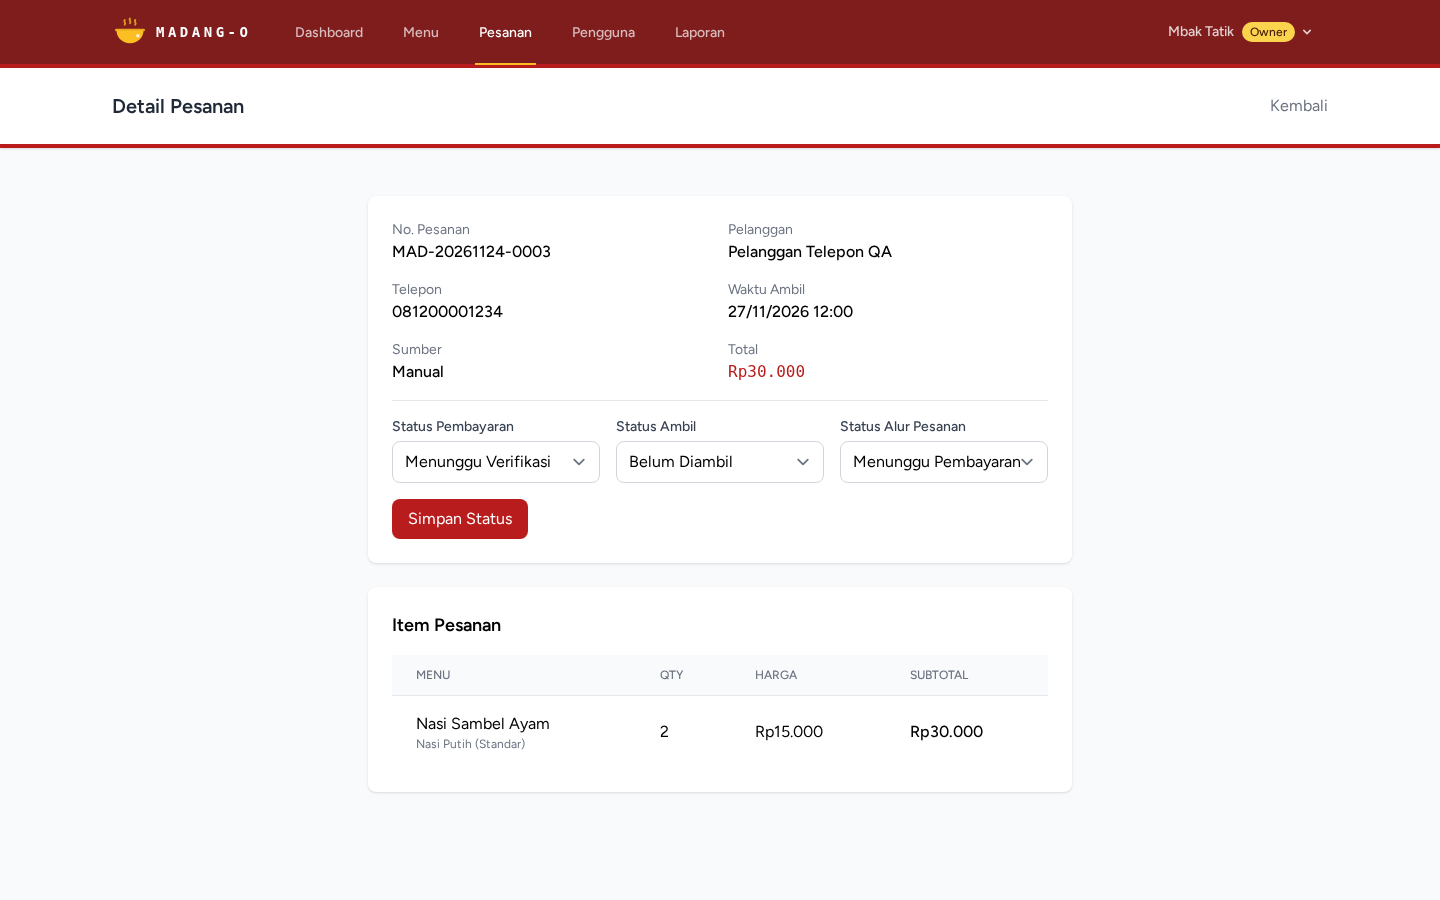 MADANG-O
Dashboard
Menu
Pesanan
Pengguna
Laporan
Mbak Tatik
Owner
Detail Pesanan
Kembali
No. Pesanan
MAD-20261124-0003
Pelanggan
Pelanggan Telepon QA
Telepon
081200001234
Waktu Ambil
27/11/2026 12:00
Sumber
Manual
Total
Rp30.000
Status Pembayaran
Menunggu Verifikasi
Status Ambil
Belum Diambil
Status Alur Pesanan
Menunggu Pembayaran
Simpan Status
Item Pesanan
MENU QTY HARGA SUBTOTAL
Nasi Sambel Ayam 2 Rp15.000 Rp30.000
Nasi Putih (Standar)